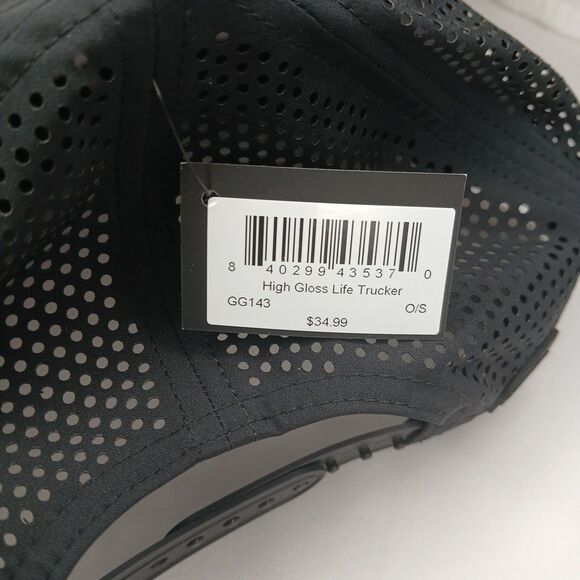 8 40299 43537 0
High Gloss Life Trucker
GG143 O/S
$34.99